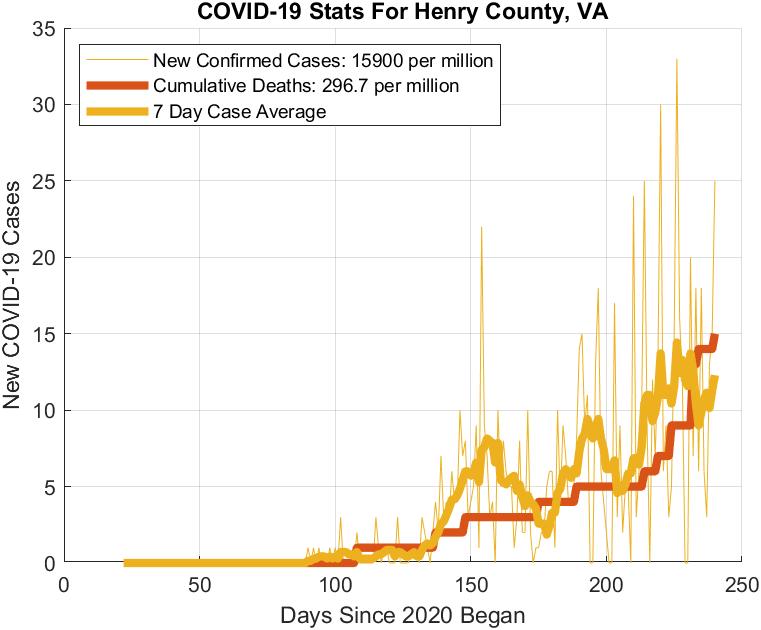 COVID-19 Stats For Henry County, VA
New Confirmed Cases: 15900 per million
Cumulative Deaths: 296.7 per million
7 Day Case Average
New COVID-19 Cases
35
30
25
20
15
10
5
0
0 50 100 150 200 250
Days Since 2020 Began